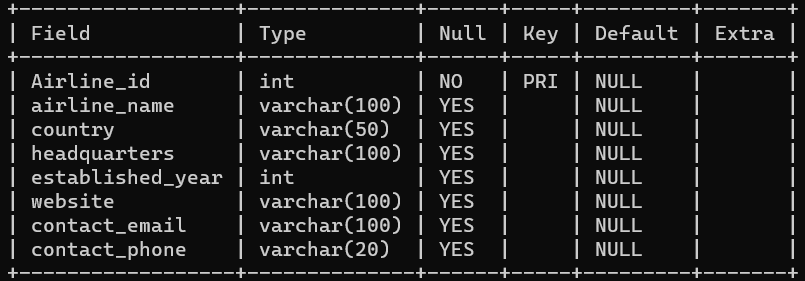 +------------------+--------------+------+-----+---------+-------+
| Field            | Type         | Null | Key | Default | Extra |
+------------------+--------------+------+-----+---------+-------+
| Airline_id       | int          | NO   | PRI | NULL    |       |
| airline_name     | varchar(100) | YES  |     | NULL    |       |
| country          | varchar(50)  | YES  |     | NULL    |       |
| headquarters     | varchar(100) | YES  |     | NULL    |       |
| established_year | int          | YES  |     | NULL    |       |
| website          | varchar(100) | YES  |     | NULL    |       |
| contact_email    | varchar(100) | YES  |     | NULL    |       |
| contact_phone    | varchar(20)  | YES  |     | NULL    |       |
+------------------+--------------+------+-----+---------+-------+